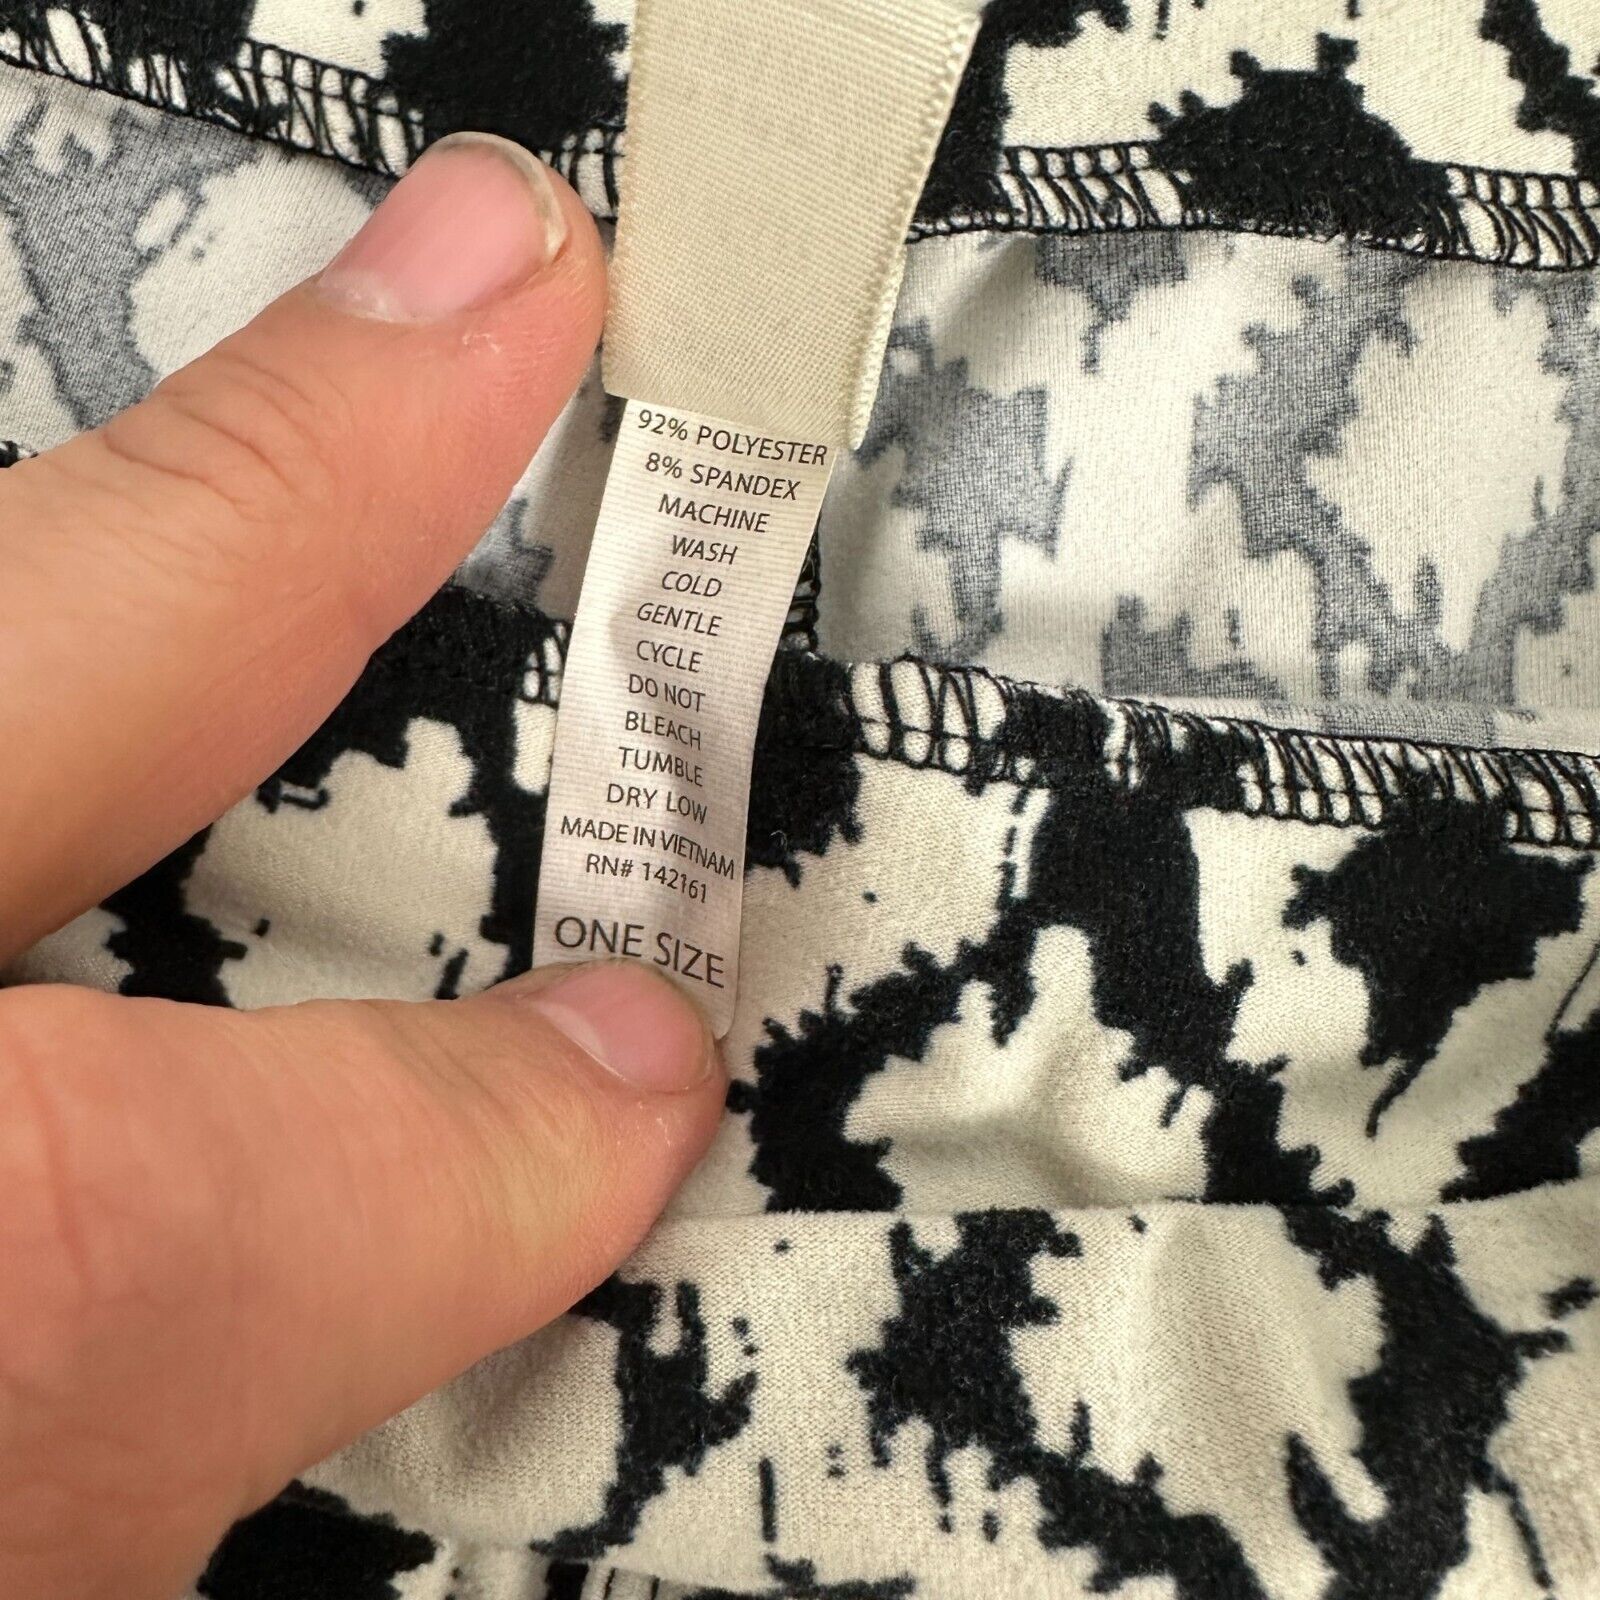 92% POLYESTER
8% SPANDEX
MACHINE
WASH
COLD
GENTLE
CYCLE
DO NOT
BLEACH
TUMBLE
DRY LOW
MADE IN VIETNAM
RN# 142161
ONE SIZE